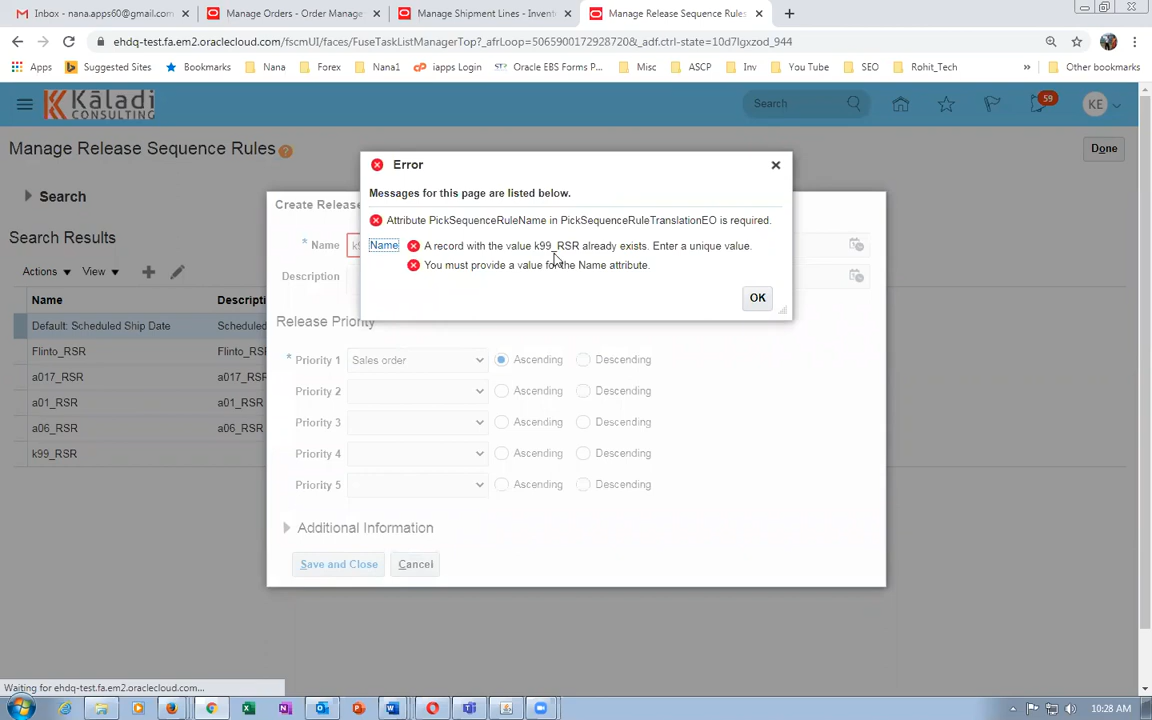 Inbox - nana.apps60@gmail.com
Manage Orders - Order Manage
Manage Shipment Lines - Invent
Manage Release Sequence Rules
ehdq-test.fa.em2.oraclecloud.com/fscmUI/faces/FuseTaskListManagerTop?_afrLoop=5065900172928720&_adf.ctrl-state=10d7lgxzod_944
Apps Suggested Sites Bookmarks Nana Forex Nana1 iapps Login Oracle EBS Forms P... Misc ASCP Inv You Tube SEO Rohit_Tech » Other bookmarks
Kāladi
CONSULTING
Search
59
KE
Manage Release Sequence Rules
Done
Search
Search Results
Actions View
Name Descripti
Default: Scheduled Ship Date Scheduled
Flinto_RSR Flinto_RSR
a017_RSR a017_RSR
a01_RSR a01_RSR
a06_RSR a06_RSR
k99_RSR
Create Releas
* Name
Description
Release Priority
* Priority 1 Sales order Ascending Descending
Priority 2 Ascending Descending
Priority 3 Ascending Descending
Priority 4 Ascending Descending
Priority 5 Ascending Descending
Additional Information
Save and Close Cancel
Error
Messages for this page are listed below.
Attribute PickSequenceRuleName in PickSequenceRuleTranslationEO is required.
Name A record with the value k99_RSR already exists. Enter a unique value.
You must provide a value for the Name attribute.
OK
Waiting for ehdq-test.fa.em2.oraclecloud.com...
10:28 AM